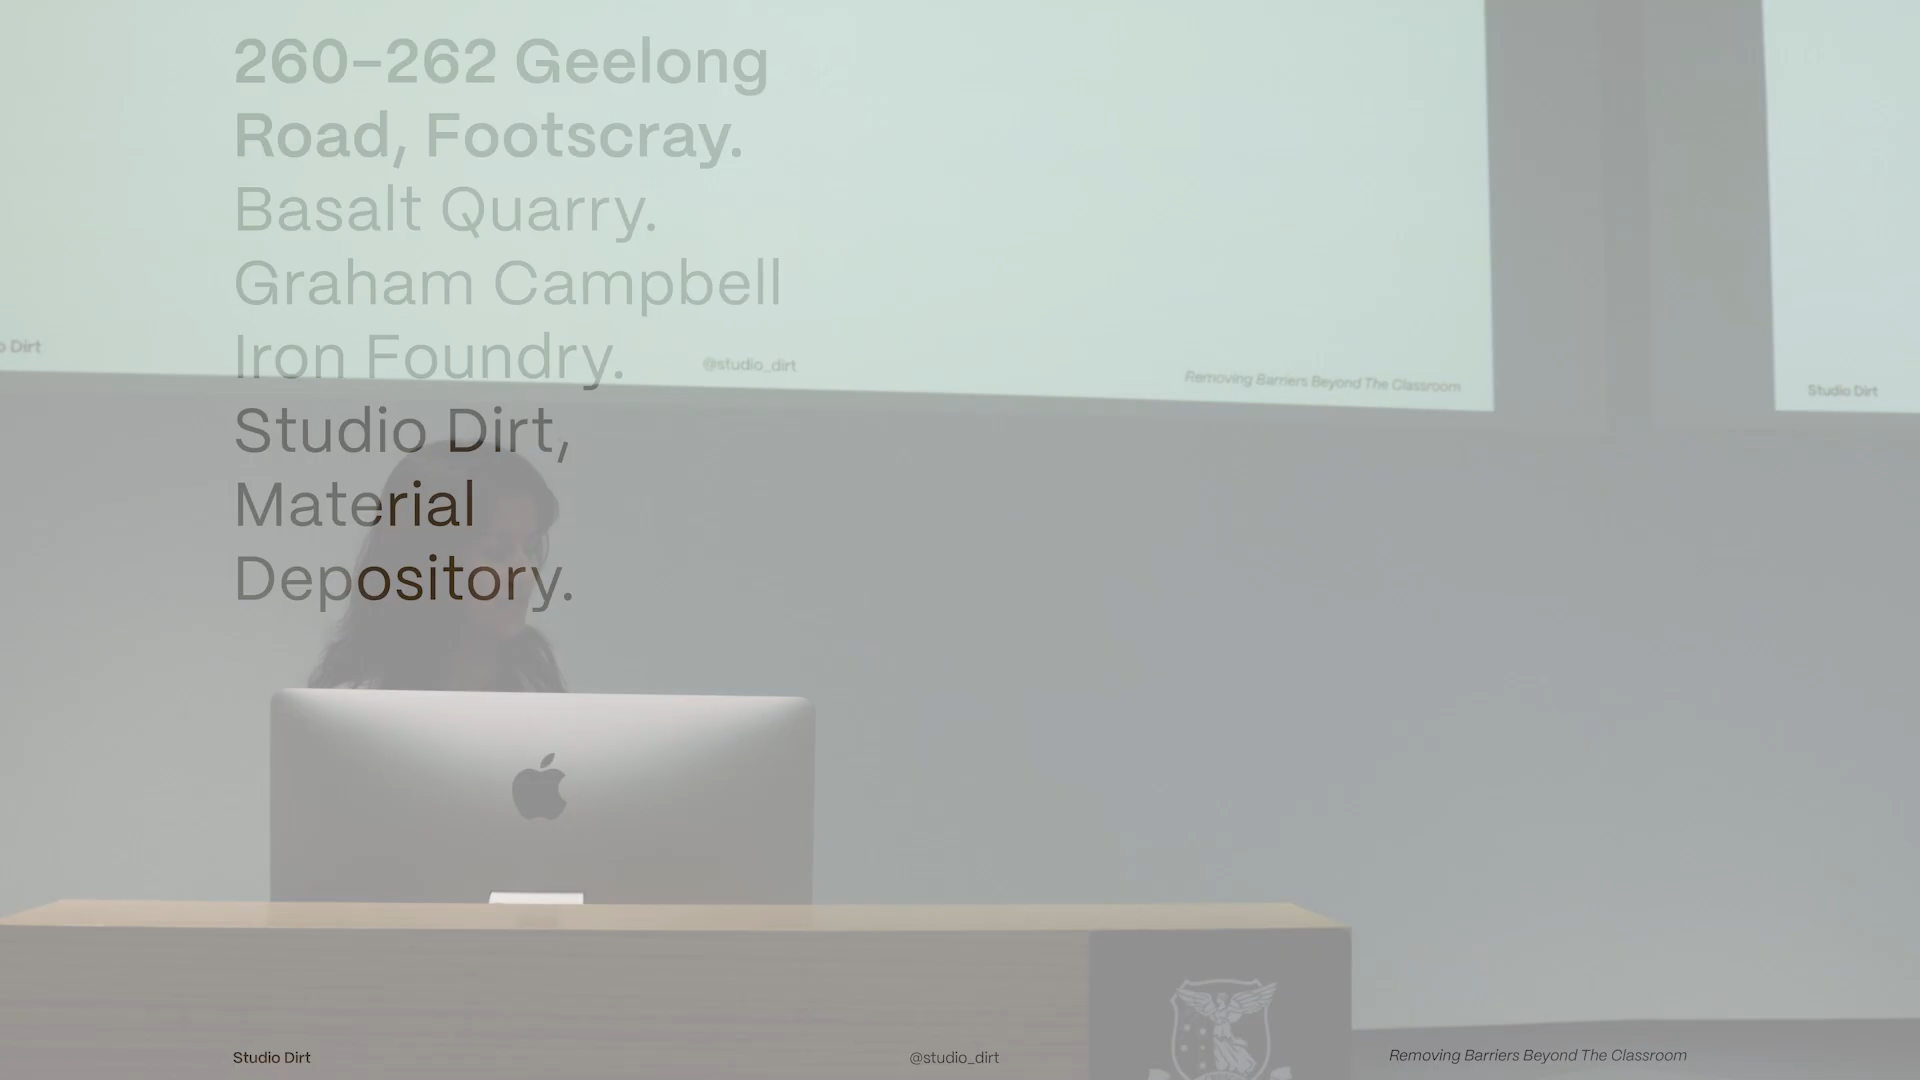 260–262 Geelong
Road, Footscray.
Basalt Quarry.
Graham Campbell
Iron Foundry.
Studio Dirt,
Material
Depository.
Dirt
@studio_dirt
Removing Barriers Beyond The Classroom
Studio Dirt
Studio Dirt
@studio_dirt
Removing Barriers Beyond The Classroom